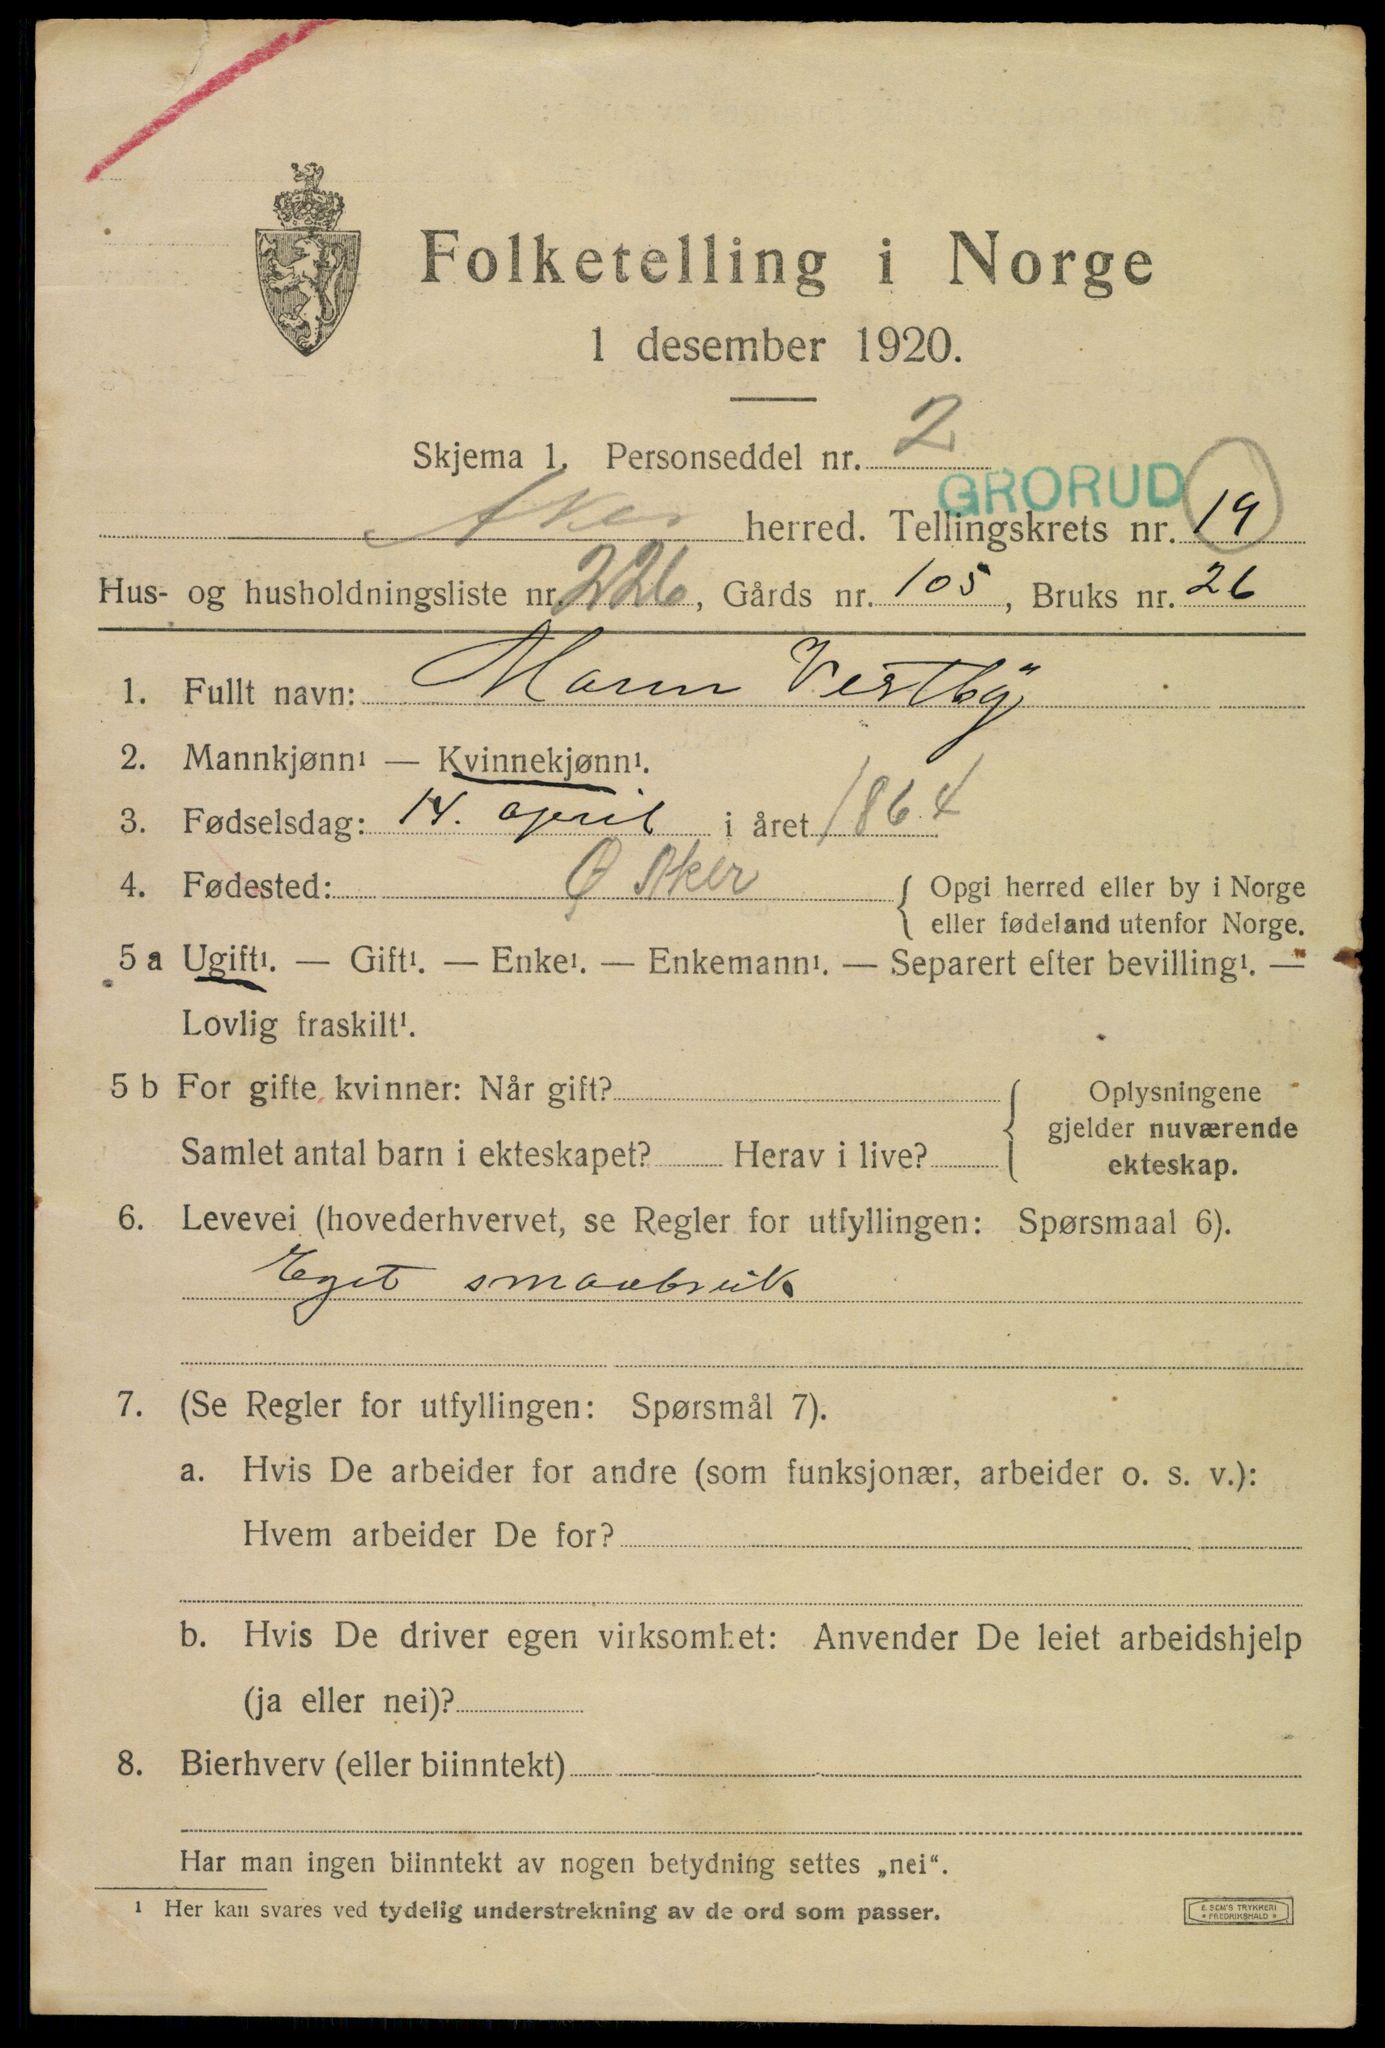 Folketelling i Norge
1 desember 1920.
Skjema 1. Personseddel nr. 2
GRORUD
Aker herred. Tellingskrets nr. 19
Hus- og husholdningsliste nr. 226, Gårds nr. 105, Bruks nr. 26
1. Fullt navn: Maren Vestbÿ
2. Mannkjønn¹ — Kvinnekjønn¹.
3. Fødselsdag: 14. april i året 1864
4. Fødested: Ø Aker { Opgi herred eller by i Norge
eller fødeland utenfor Norge.
5 a Ugift¹. — Gift¹. — Enke¹. — Enkemann¹. — Separert efter bevilling¹. —
Lovlig fraskilt¹.
5 b For gifte kvinner: Når gift? { Oplysningene
gjelder nuværende
Samlet antal barn i ekteskapet? Herav i live? ekteskap.
6. Levevei (hovederhvervet, se Regler for utfyllingen: Spørsmaal 6).
Eget smaabruk
7. (Se Regler for utfyllingen: Spørsmål 7).
a. Hvis De arbeider for andre (som funksjonær, arbeider o. s. v.):
Hvem arbeider De for?
b. Hvis De driver egen virksomhet: Anvender De leiet arbeidshjelp
(ja eller nei)?
8. Bierhverv (eller biinntekt)
Har man ingen biinntekt av nogen betydning settes „nei“.
¹ Her kan svares ved tydelig understrekning av de ord som passer.
E. SEM'S TRYKKERI
* FREDRIKSHALD *